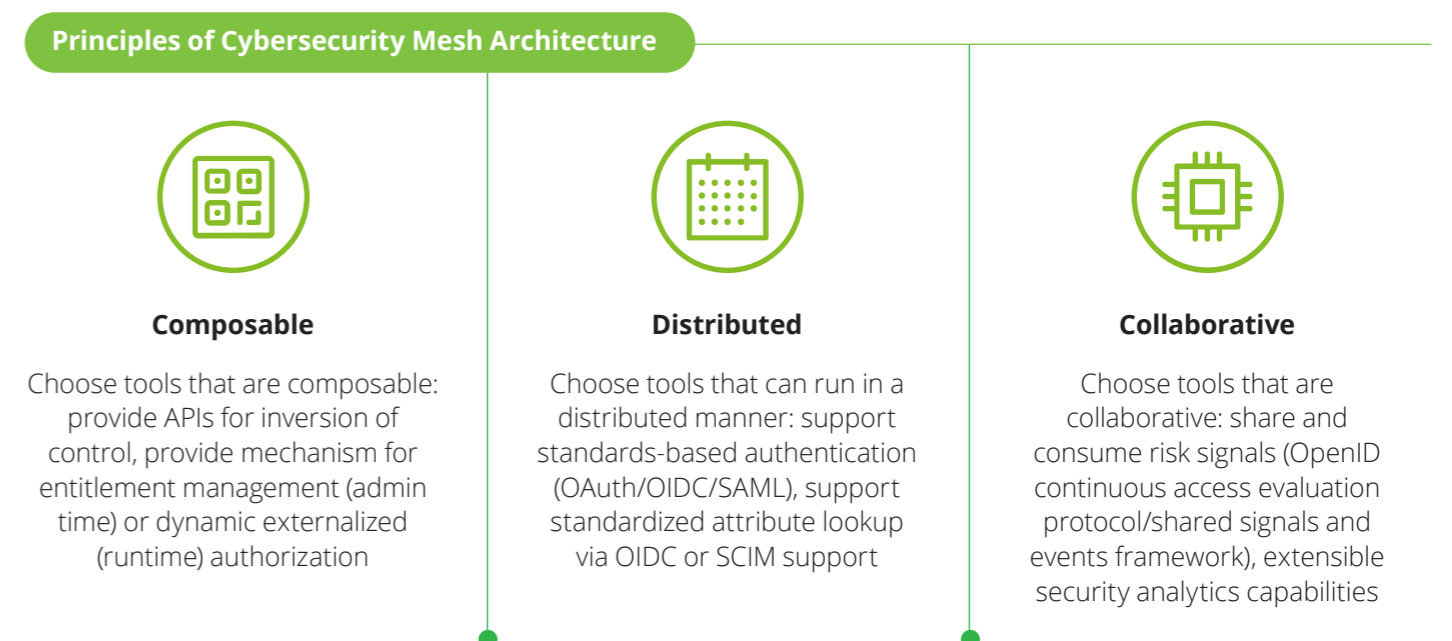 Principles of Cybersecurity Mesh Architecture
Composable
Choose tools that are composable:
provide APIs for inversion of
control, provide mechanism for
entitlement management (admin
time) or dynamic externalized
(runtime) authorization
Distributed
Choose tools that can run in a
distributed manner: support
standards-based authentication
(OAuth/OIDC/SAML), support
standardized attribute lookup
via OIDC or SCIM support
Collaborative
Choose tools that are
collaborative: share and
consume risk signals (OpenID
continuous access evaluation
protocol/shared signals and
events framework), extensible
security analytics capabilities